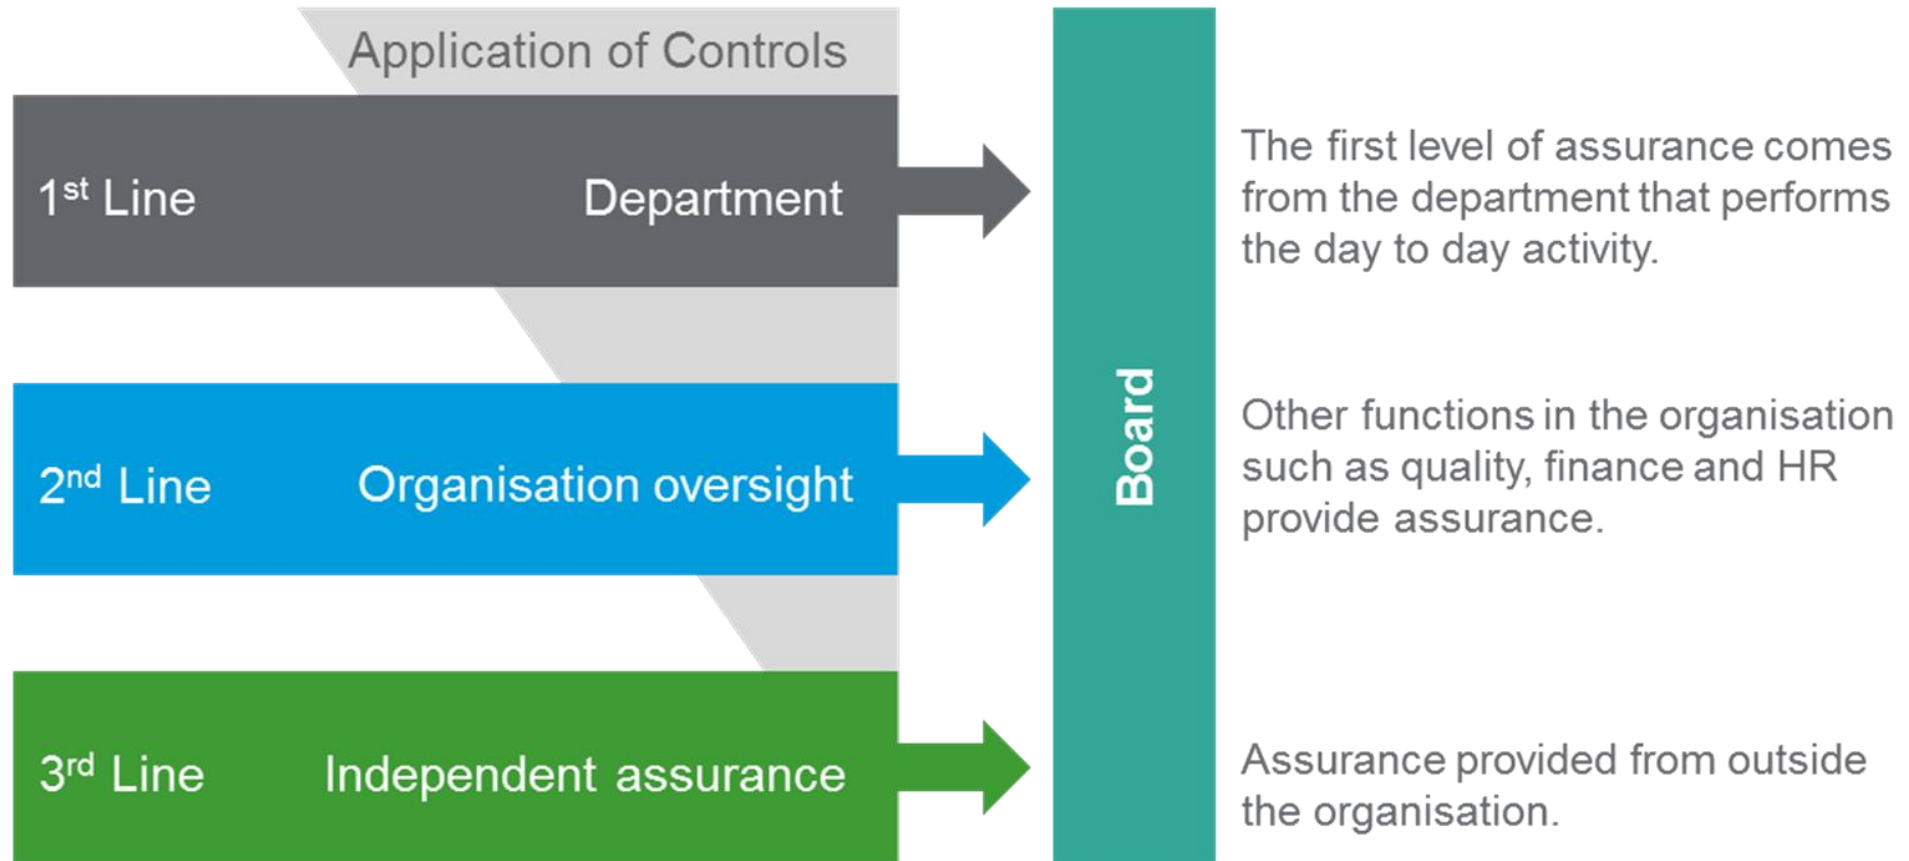 Application of Controls
1st Line Department
The first level of assurance comes
from the department that performs
the day to day activity.
2nd Line Organisation oversight
Board
Other functions in the organisation
such as quality, finance and HR
provide assurance.
3rd Line Independent assurance
Assurance provided from outside
the organisation.